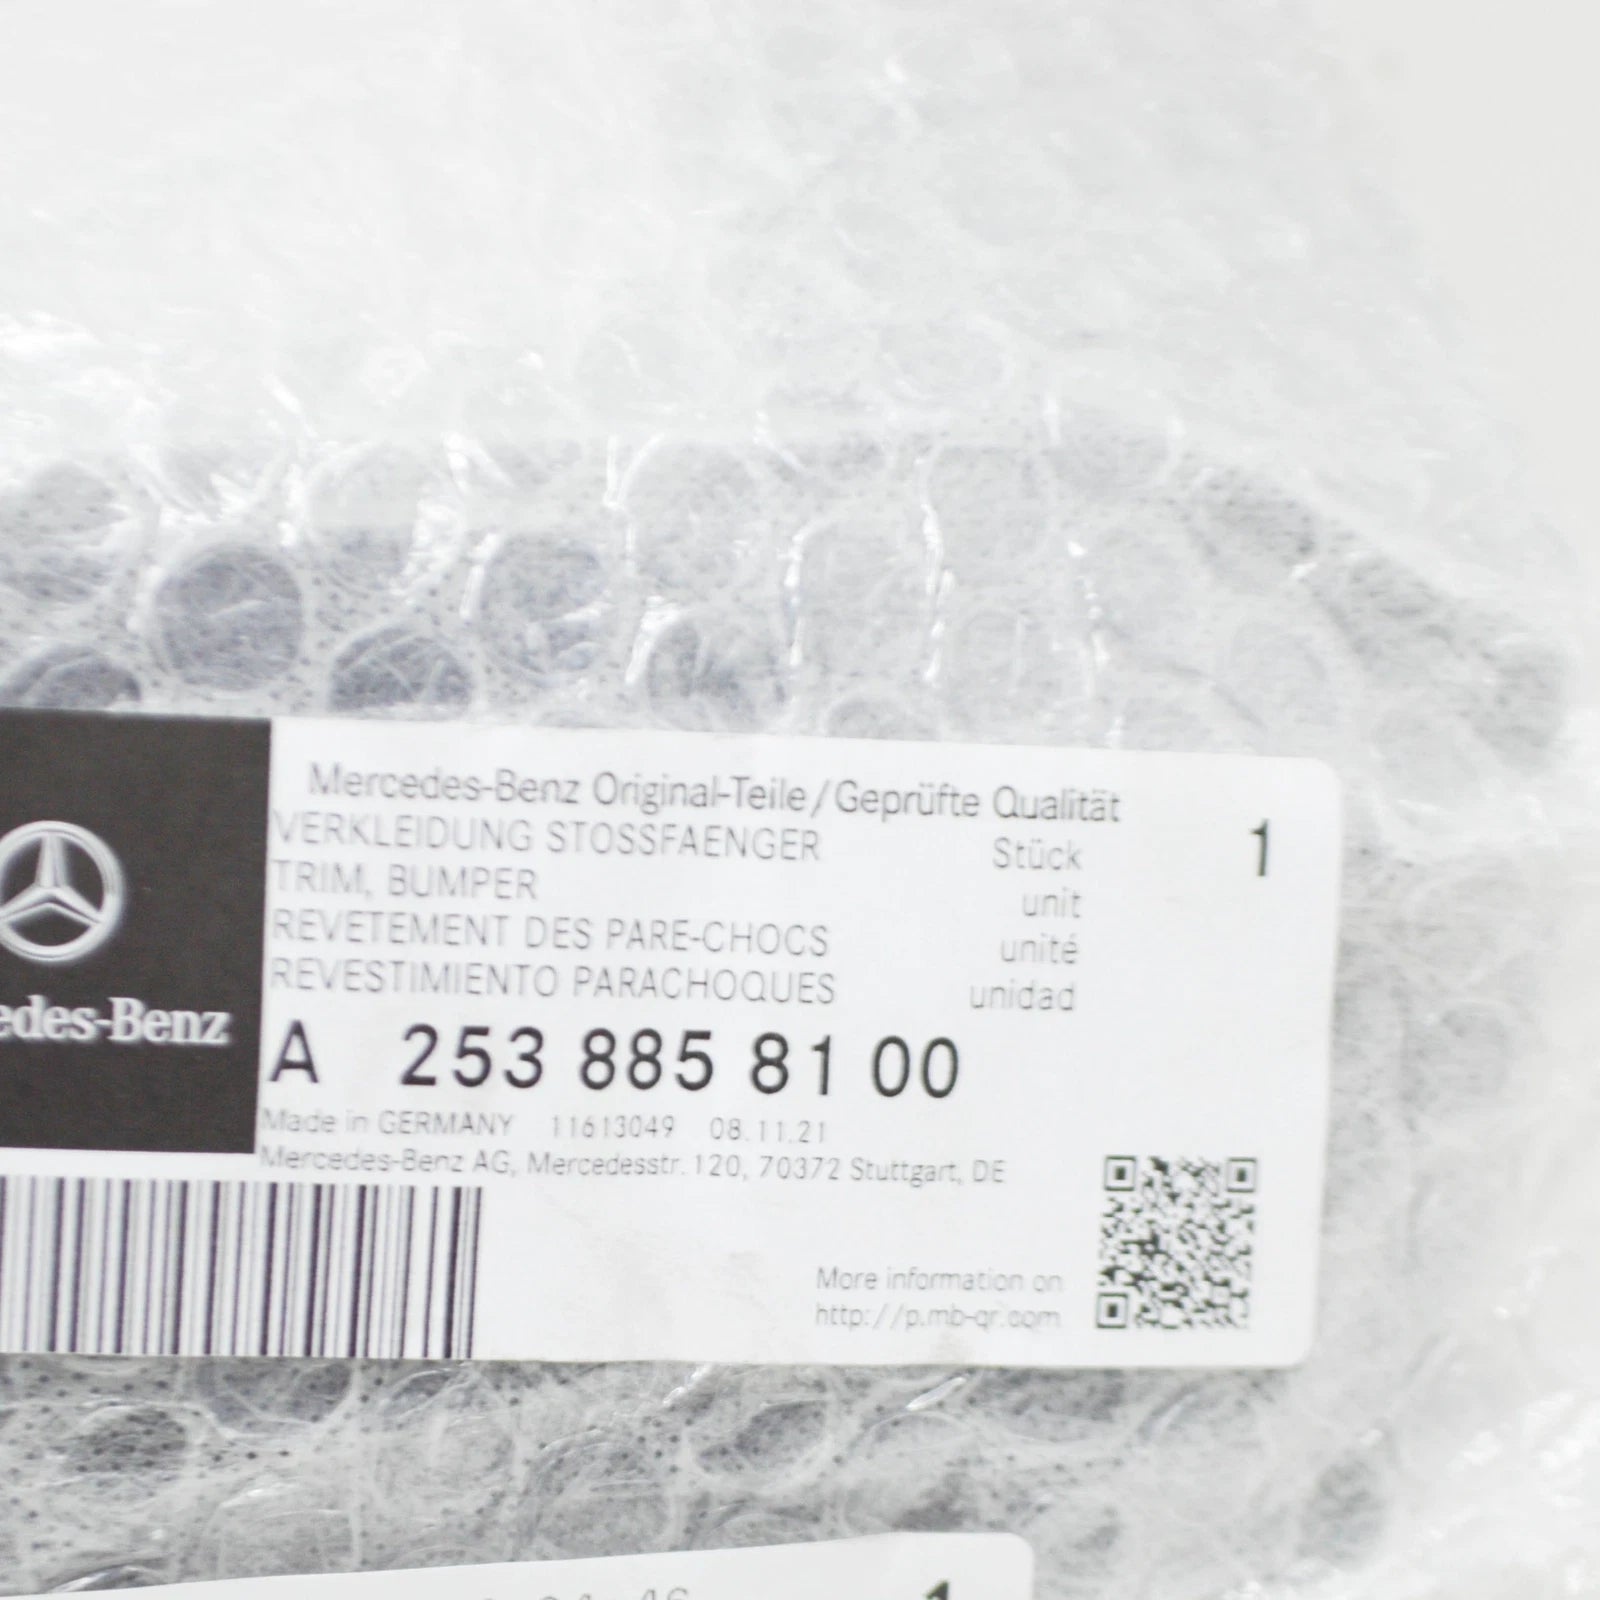 Mercedes-Benz Original-Teile/Geprüfte Qualität
VERKLEIDUNG STOSSFAENGER Stück 1
TRIM, BUMPER unit
REVETEMENT DES PARE-CHOCS unité
REVESTIMIENTO PARACHOQUES unidad
edes-Benz
A 253 885 81 00
Made in GERMANY 11613049 08.11.21
Mercedes-Benz AG, Mercedesstr. 120, 70372 Stuttgart, DE
More information on
http://p.mb-qr.com